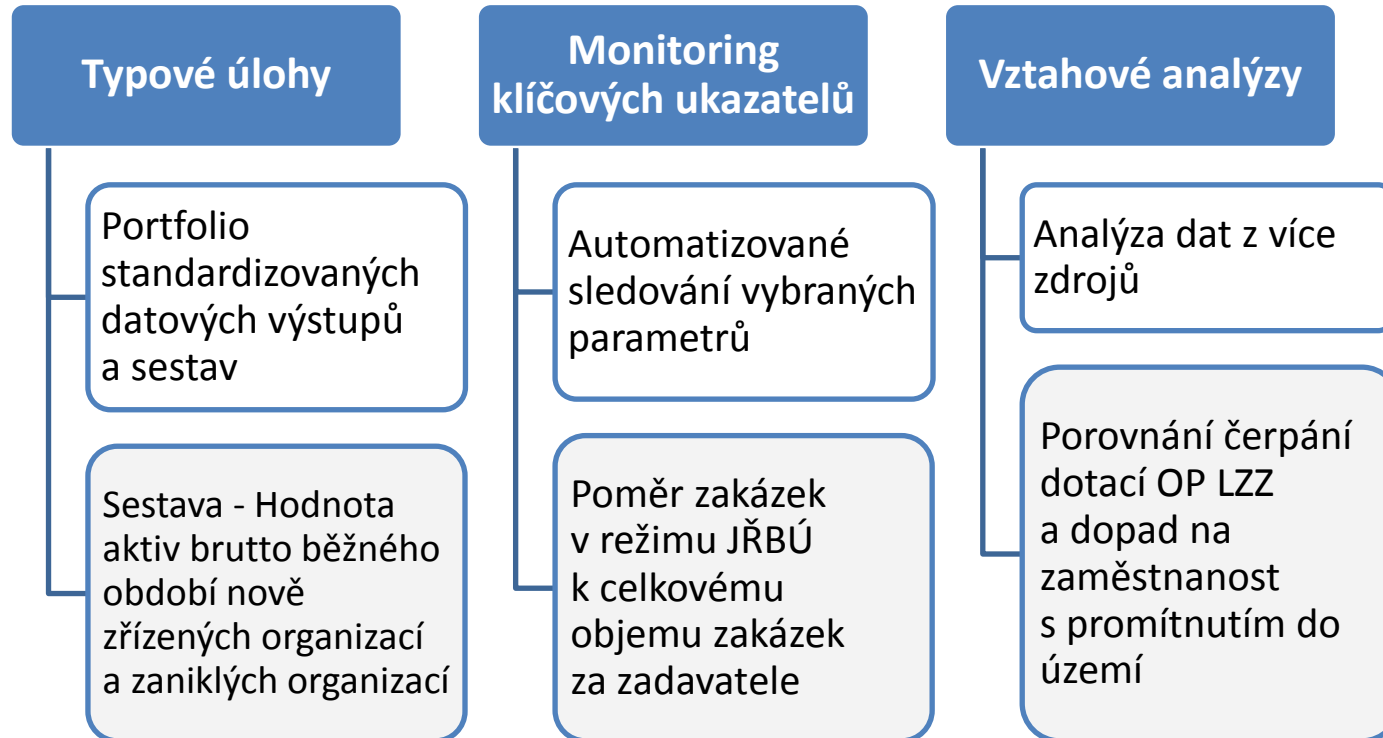 Typové úlohy
Portfolio
standardizovaných
datových výstupů
a sestav
Sestava - Hodnota
aktiv brutto běžného
období nově
zřízených organizací
a zaniklých organizací
Monitoring
klíčových ukazatelů
Automatizované
sledování vybraných
parametrů
Poměr zakázek
v režimu JŘBÚ
k celkovému
objemu zakázek
za zadavatele
Vztahové analýzy
Analýza dat z více
zdrojů
Porovnání čerpání
dotací OP LZZ
a dopad na
zaměstnanost
s promítnutím do
území